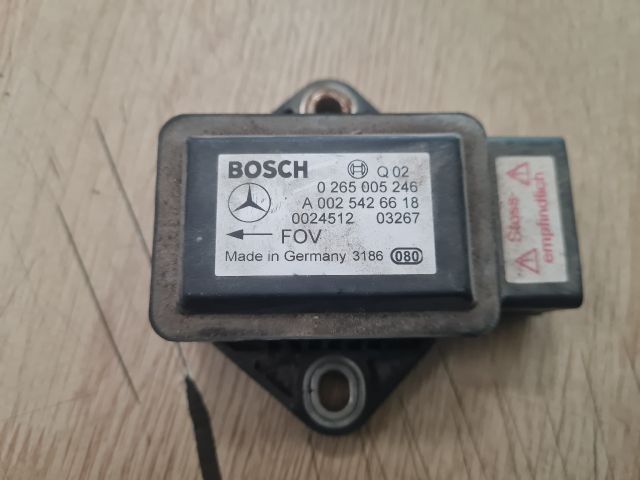 BOSCH Q 02
0 265 005 246
A 002 542 66 18
0024512 03267
← FOV
Made in Germany 3186 080
Stoss-
empfindlich